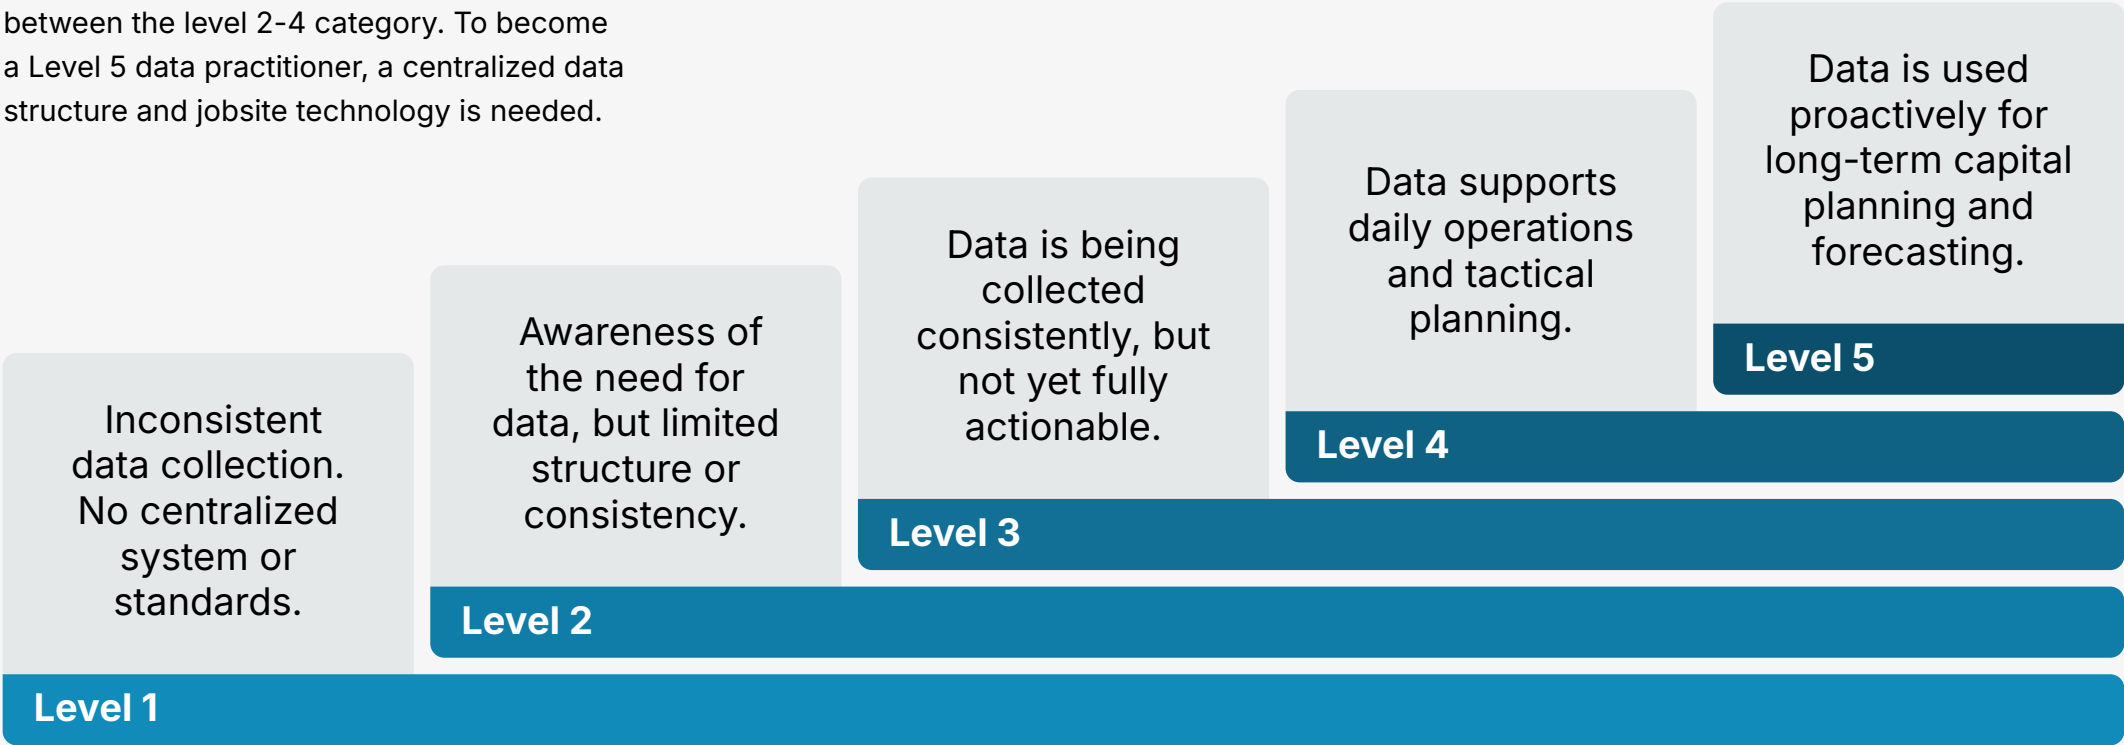 between the level 2-4 category. To become
a Level 5 data practitioner, a centralized data
structure and jobsite technology is needed.
Inconsistent
data collection.
No centralized
system or
standards.
Level 1
Awareness of
the need for
data, but limited
structure or
consistency.
Level 2
Data is being
collected
consistently, but
not yet fully
actionable.
Level 3
Data supports
daily operations
and tactical
planning.
Level 4
Data is used
proactively for
long-term capital
planning and
forecasting.
Level 5